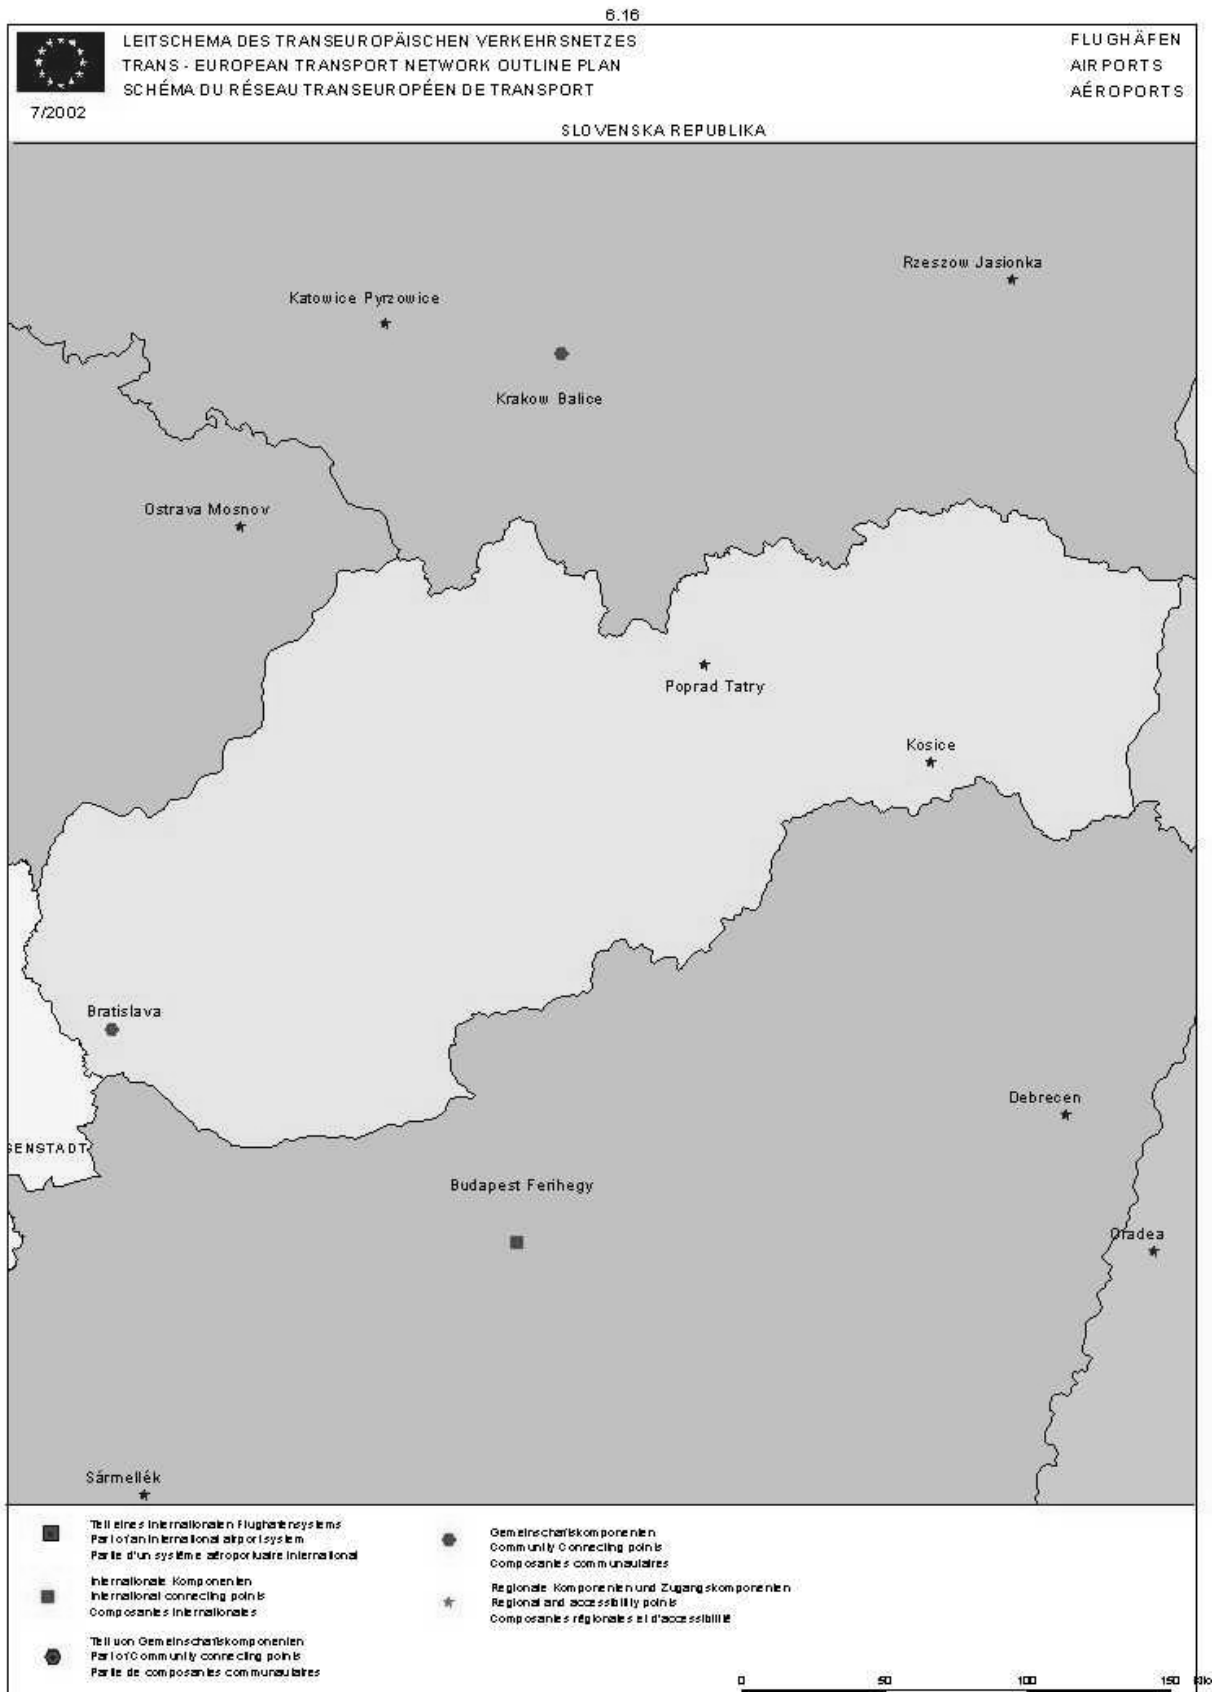 6.16
LEITSCHEMA DES TRANSEUROPÄISCHEN VERKEHRSNETZES
TRANS - EUROPEAN TRANSPORT NETWORK OUTLINE PLAN
SCHÉMA DU RÉSEAU TRANSEUROPÉEN DE TRANSPORT
FLUGHÄFEN
AIRPORTS
AÉROPORTS
7/2002
SLOVENSKA REPUBLIKA
Rzeszow Jasionka
Katowice Pyrzowice
Krakow Balice
Ostrava Mosnov
Poprad Tatry
Kosice
Bratislava
Debrecen
SENSTADT
Budapest Ferihegy
Oradea
Sármellék
Teil eines Internationalen Flughafensystems
Part of an International airport system
Partie d'un système aéroportuaire International
Internationale Komponenten
International connecting points
Composantes Internationales
Teil von Gemeinschaftskomponenten
Part of Community connecting points
Partie de composantes communautaires
Gemeinschaftskomponenten
Community Connecting points
Composantes communautaires
Regionale Komponenten und Zugangskomponenten
Regional and accessibility points
Composantes régionales et d'accessibilité
0 50 100 150 Kilo